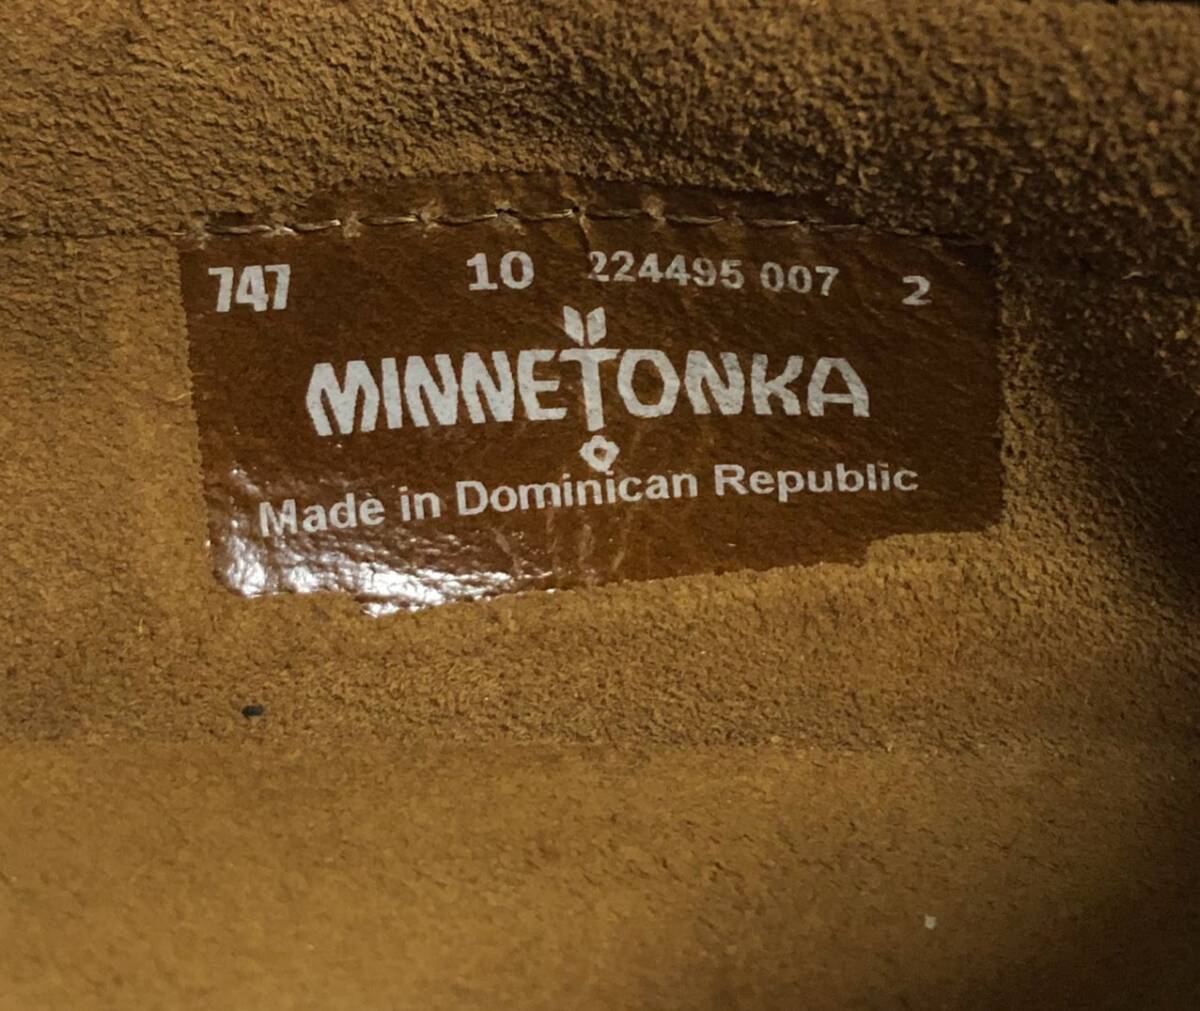 747 10 224495 007 2
MINNETONKA
Made in Dominican Republic